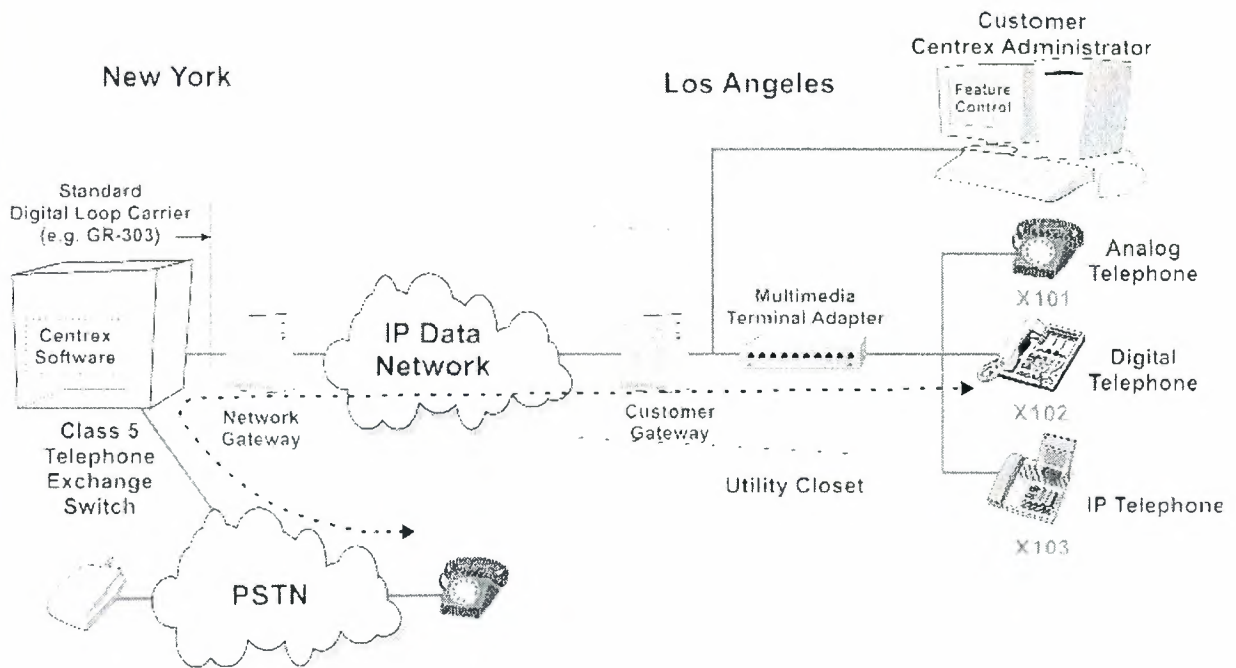 Customer
Centrex Administrator
New York
Los Angeles
Feature
Control
Standard
Digital Loop Carrier
(e.g. GR-303)
Analog
Telephone
X101
Multimedia
Terminal Adapter
Centrex
Software
IP Data
Network
Digital
Telephone
X102
Network
Gateway
Customer
Gateway
Class 5
Telephone
Exchange
Switch
Utility Closet
IP Telephone
X103
PSTN